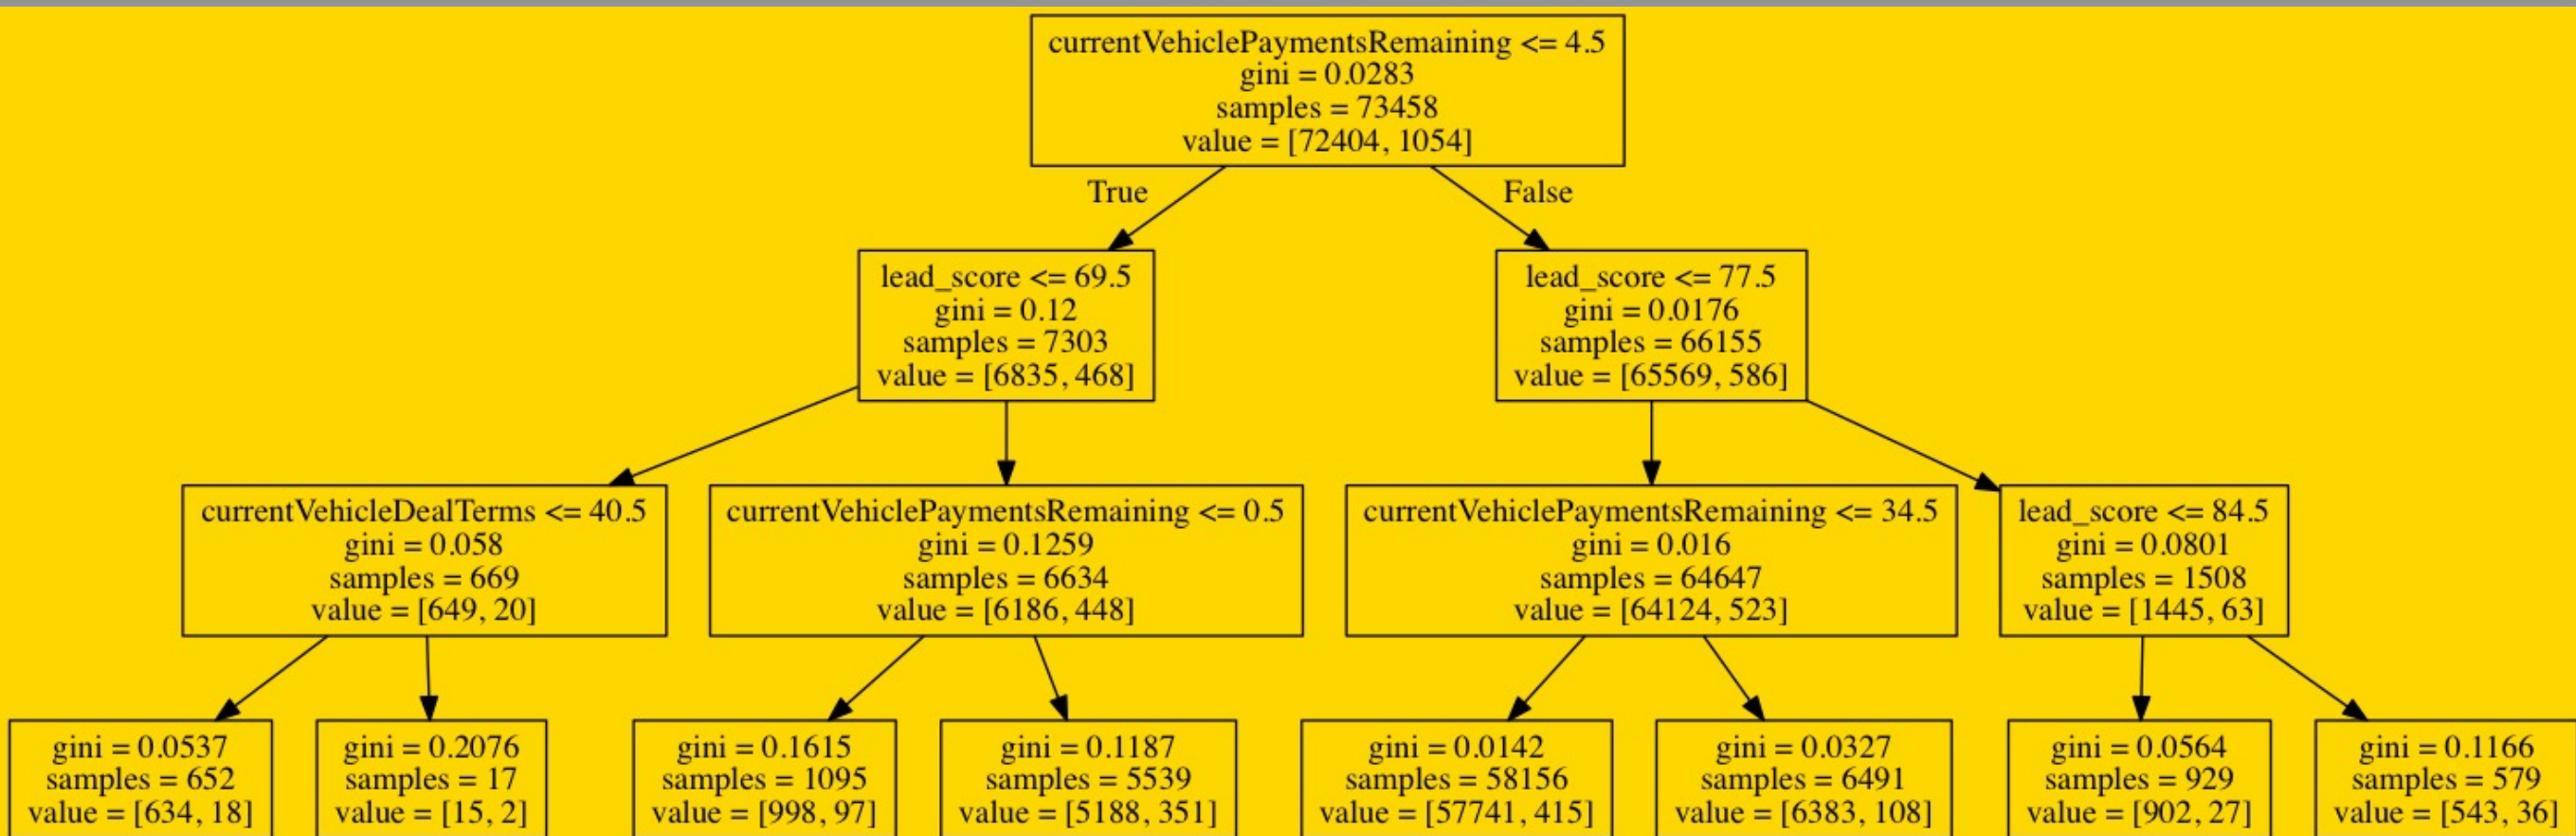 currentVehiclePaymentsRemaining <= 4.5
gini = 0.0283
samples = 73458
value = [72404, 1054]
True
False
lead_score <= 69.5
gini = 0.12
samples = 7303
value = [6835, 468]
lead_score <= 77.5
gini = 0.0176
samples = 66155
value = [65569, 586]
currentVehicleDealTerms <= 40.5
gini = 0.058
samples = 669
value = [649, 20]
currentVehiclePaymentsRemaining <= 0.5
gini = 0.1259
samples = 6634
value = [6186, 448]
currentVehiclePaymentsRemaining <= 34.5
gini = 0.016
samples = 64647
value = [64124, 523]
lead_score <= 84.5
gini = 0.0801
samples = 1508
value = [1445, 63]
gini = 0.0537
samples = 652
value = [634, 18]
gini = 0.2076
samples = 17
value = [15, 2]
gini = 0.1615
samples = 1095
value = [998, 97]
gini = 0.1187
samples = 5539
value = [5188, 351]
gini = 0.0142
samples = 58156
value = [57741, 415]
gini = 0.0327
samples = 6491
value = [6383, 108]
gini = 0.0564
samples = 929
value = [902, 27]
gini = 0.1166
samples = 579
value = [543, 36]